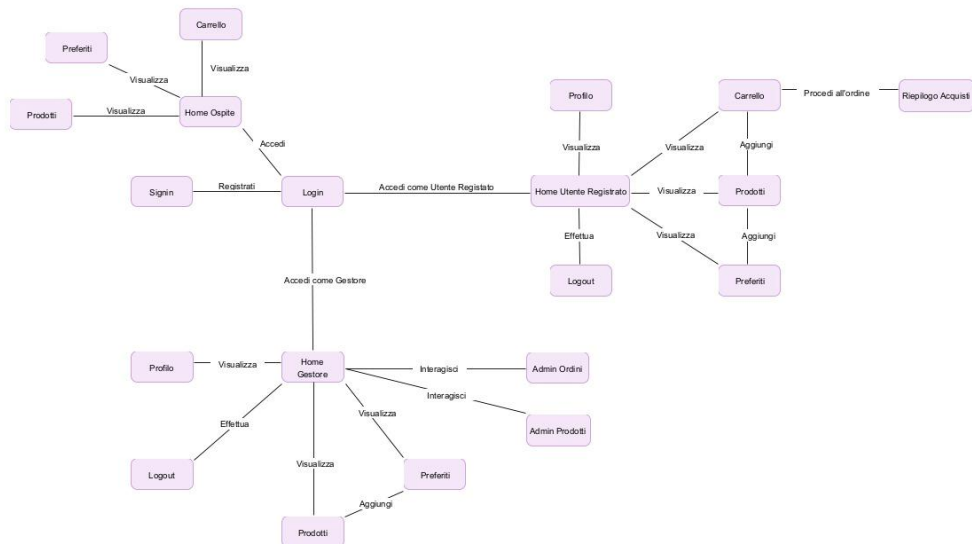 Carrello
Preferiti
Visualizza
Visualizza
Prodotti
Visualizza
Home Ospite
Accedi
Signin
Registrati
Login
Accedi come Utente Registato
Profilo
Visualizza
Home Utente Registrato
Carrello
Procedi all'ordine
Riepilogo Acquisti
Visualizza
Aggiungi
Visualizza
Prodotti
Effettua
Visualizza
Aggiungi
Logout
Preferiti
Accedi come Gestore
Profilo
Visualizza
Home
Gestore
Interagisci
Admin Ordini
Interagisci
Admin Prodotti
Effettua
Visualizza
Visualizza
Logout
Preferiti
Aggiungi
Prodotti